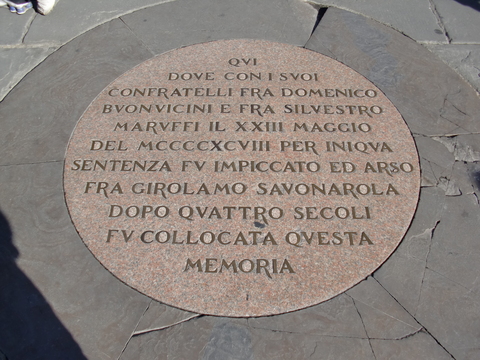 QVI
DOVE CON I SVOI
CONFRATELLI FRA DOMENICO
BVONVICINI E FRA SILVESTRO
MARVFFI IL XXIII MAGGIO
DEL MCCCCXCVIII PER INIQVA
SENTENZA FV IMPICCATO ED ARSO
FRA GIROLAMO SAVONAROLA
DOPO QVATTRO SECOLI
FV COLLOCATA QVESTA
MEMORIA